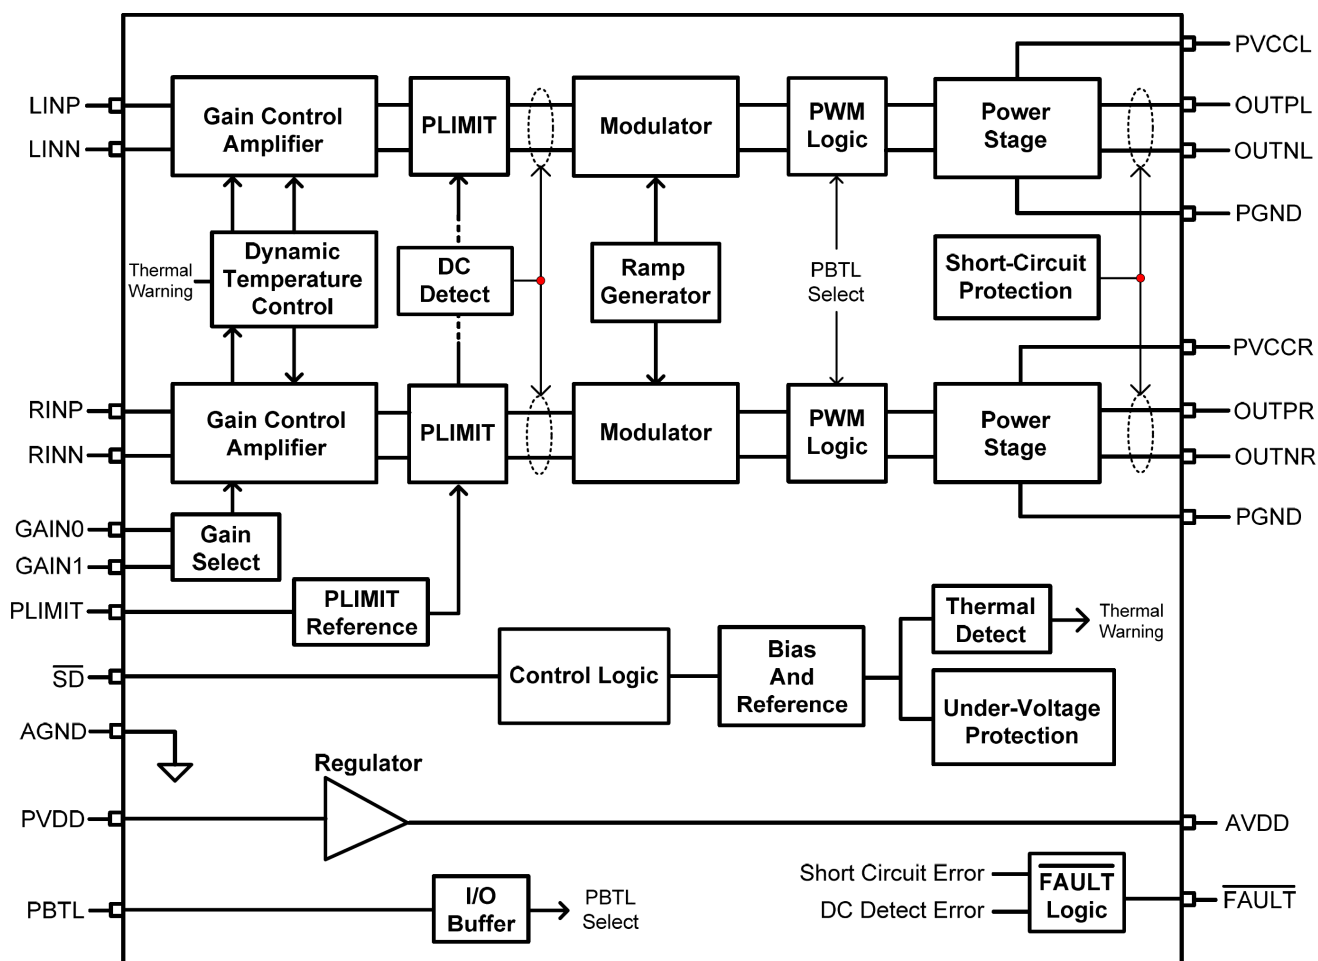 PVCCL
LINP
Gain Control
Amplifier
PLIMIT
Modulator
PWM
Logic
Power
Stage
OUTPL
LINN
OUTNL
PGND
Thermal
Warning
Dynamic
Temperature
Control
DC
Detect
Ramp
Generator
PBTL
Select
Short-Circuit
Protection
PVCCR
RINP
Gain Control
Amplifier
PLIMIT
Modulator
PWM
Logic
Power
Stage
OUTPR
RINN
OUTNR
GAIN0
GAIN1
Gain
Select
PGND
PLIMIT
PLIMIT
Reference
Thermal
Detect
Thermal
Warning
SD
Control Logic
Bias
And
Reference
Under-Voltage
Protection
AGND
Regulator
PVDD
AVDD
Short Circuit Error
DC Detect Error
FAULT
Logic
FAULT
PBTL
I/O
Buffer
PBTL
Select